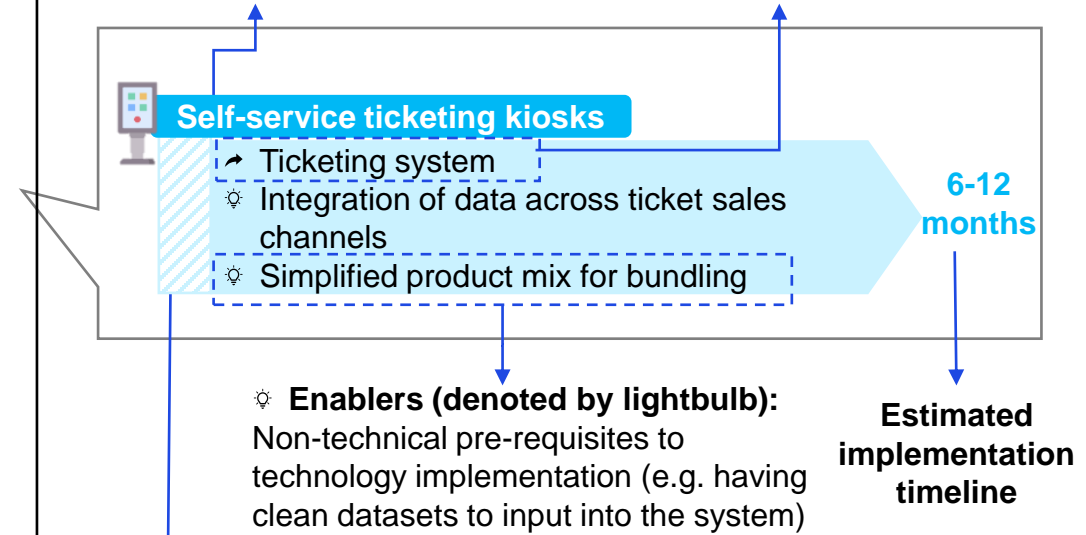 Self-service ticketing kiosks
Ticketing system
Integration of data across ticket sales
channels
Simplified product mix for bundling
6-12
months
Enablers (denoted by lightbulb):
Non-technical pre-requisites to
technology implementation (e.g. having
clean datasets to input into the system)
Estimated
implementation
timeline